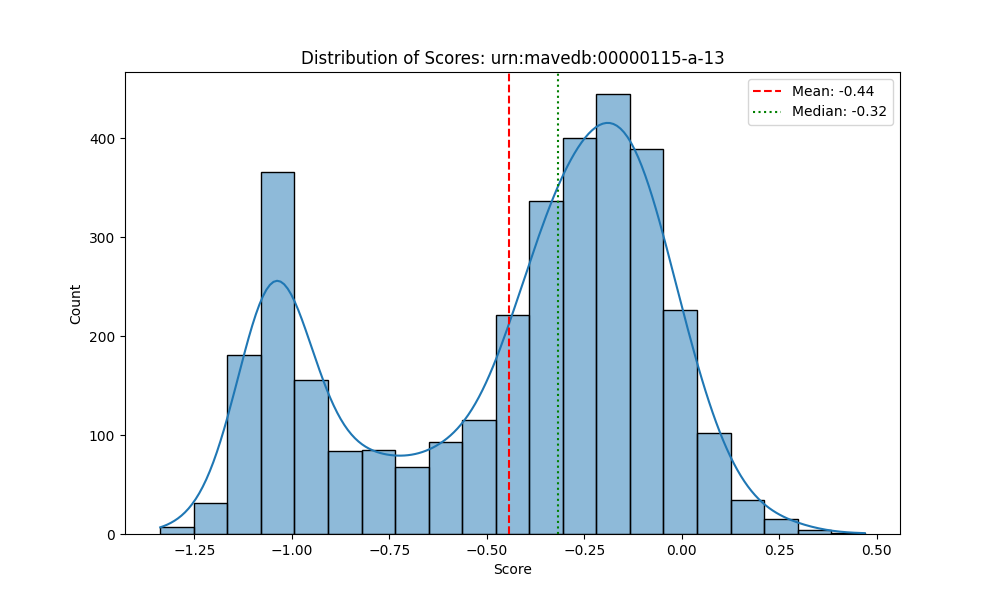 Distribution of Scores: urn:mavedb:00000115-a-13
Mean: -0.44
Median: -0.32
400
300
200
100
0
Count
−1.25 −1.00 −0.75 −0.50 −0.25 0.00 0.25 0.50
Score